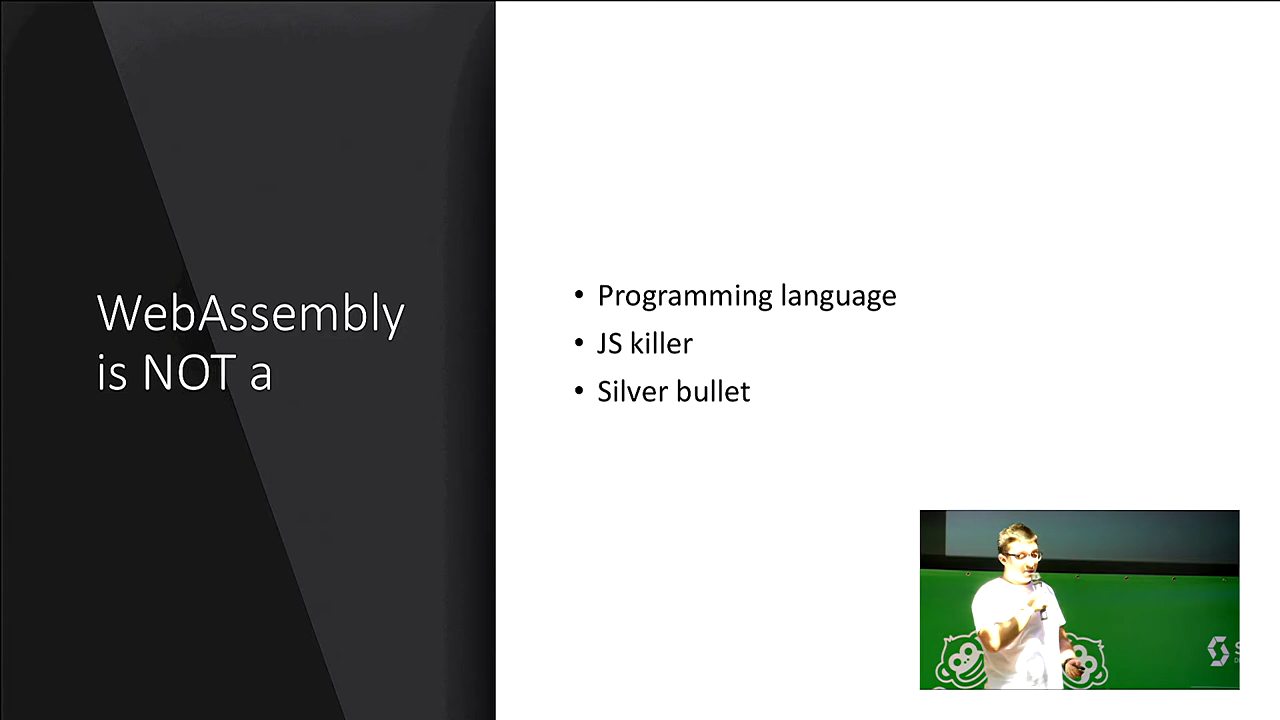 WebAssembly
is NOT a
• Programming language
• JS killer
• Silver bullet